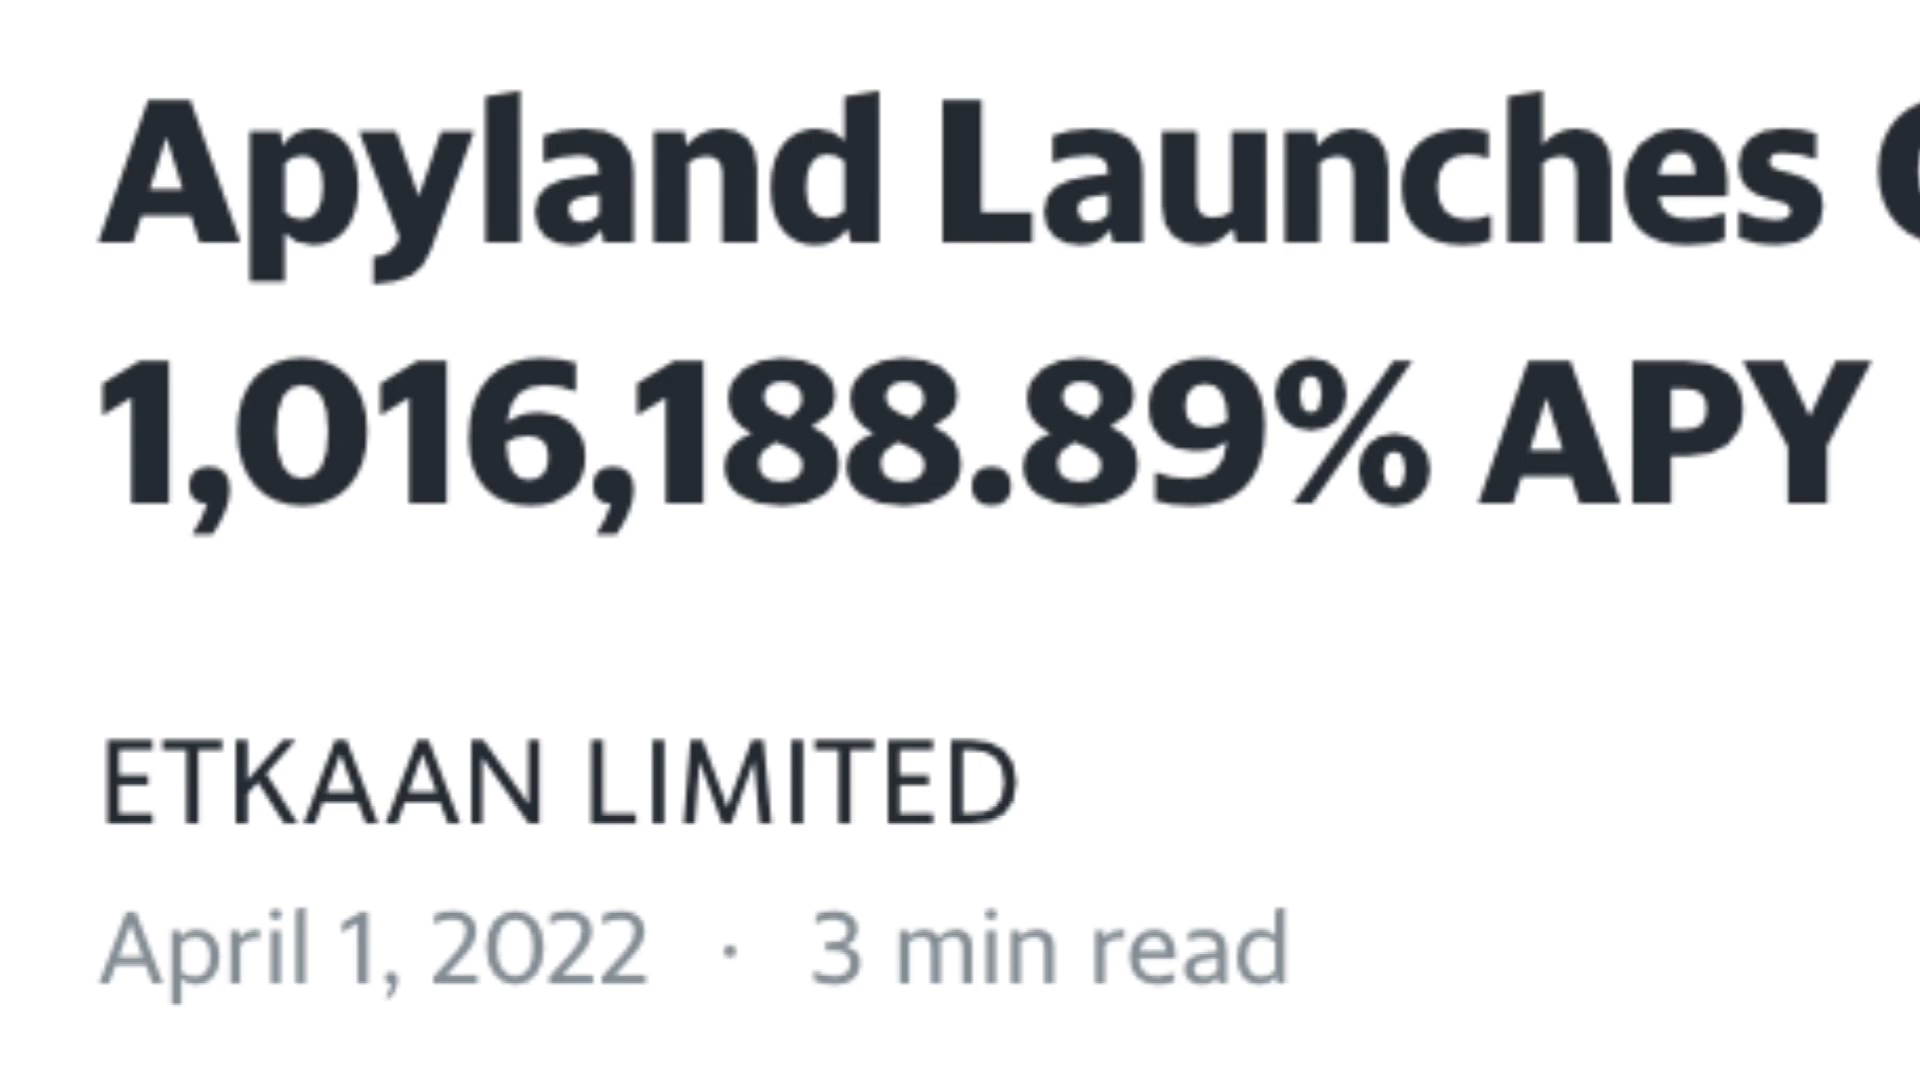 Apyland Launches
1,016,188.89% APY
ETKAAN LIMITED
April 1, 2022 · 3 min read